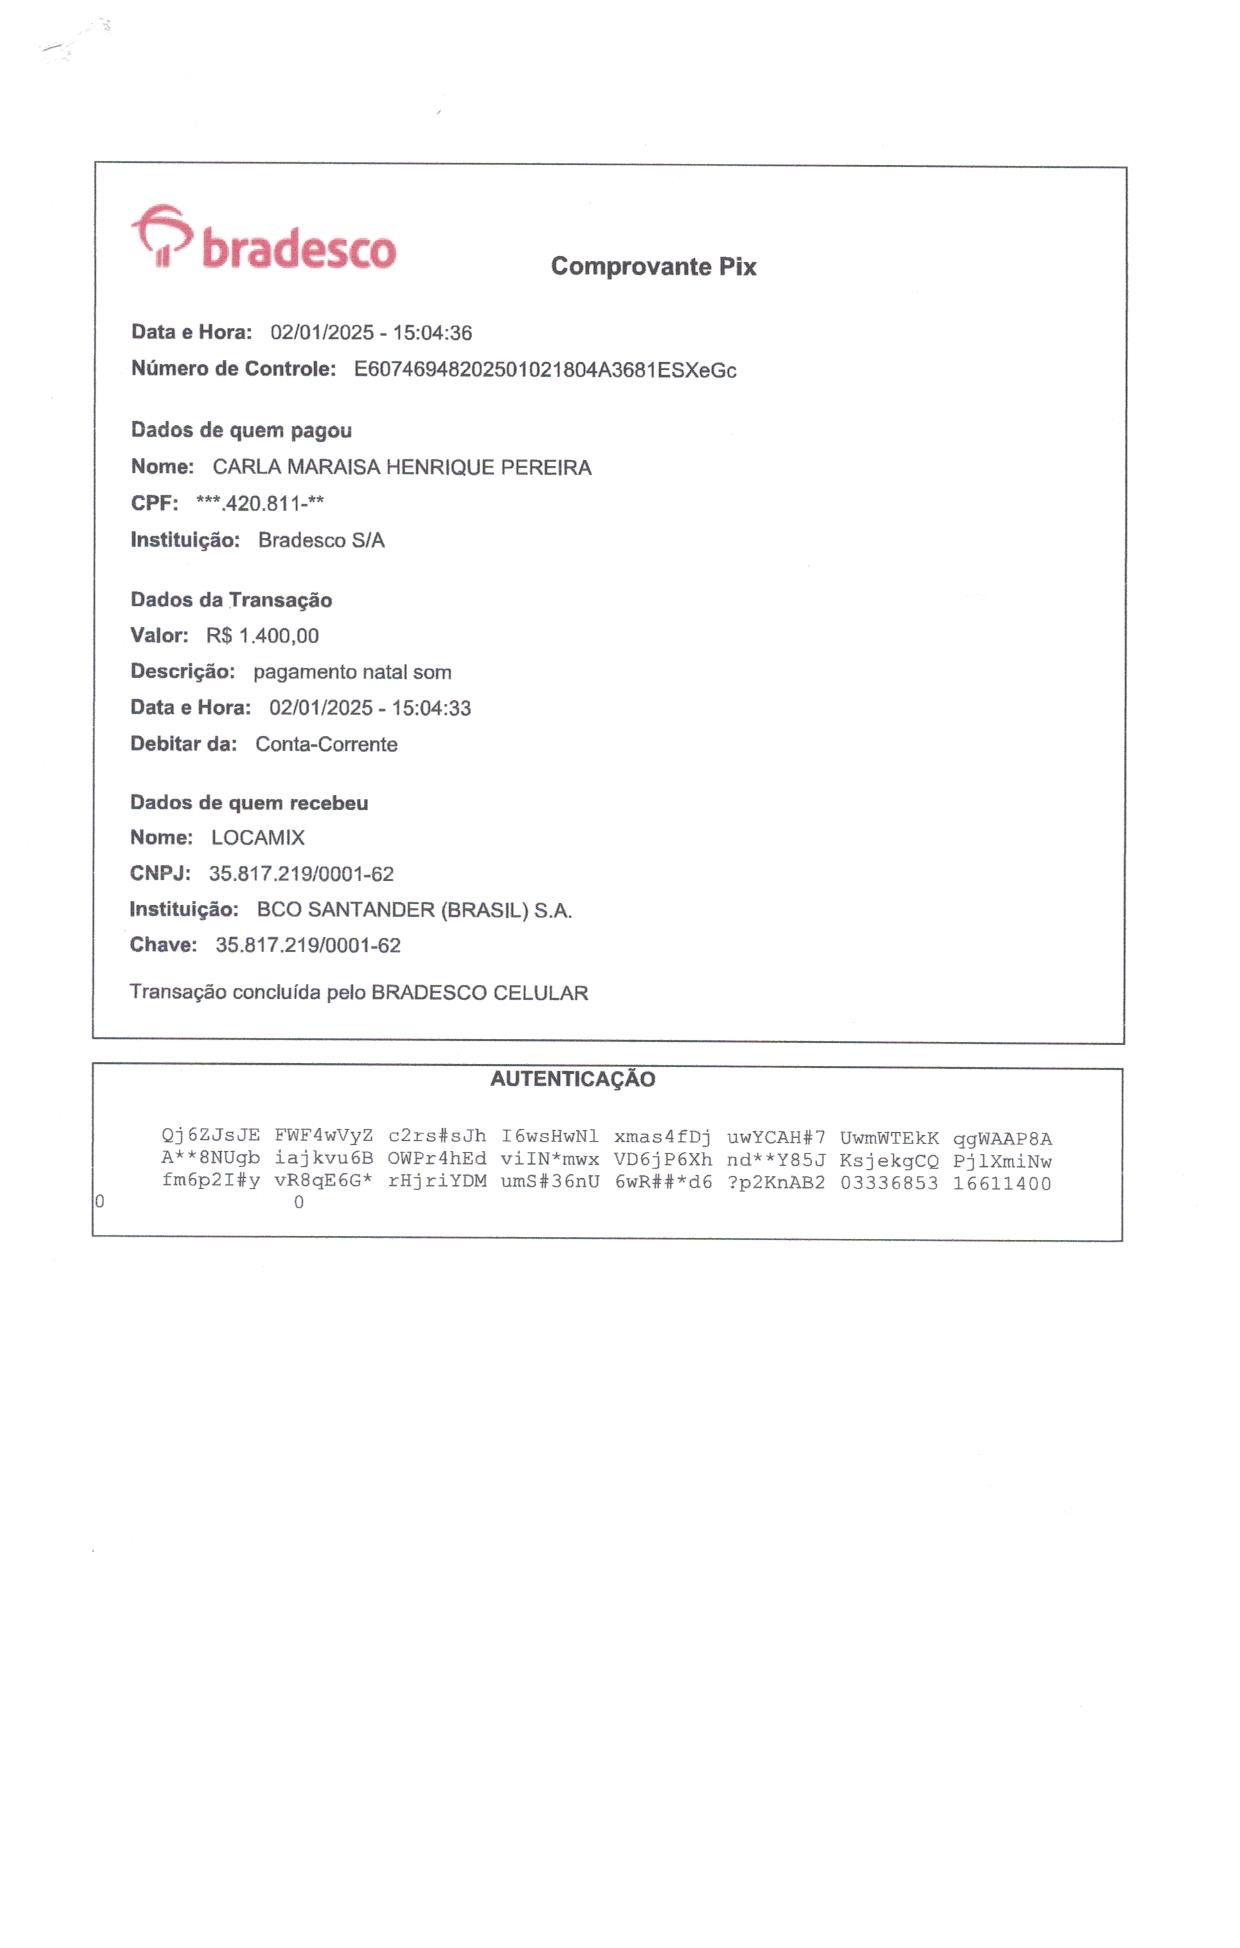 bradesco
Comprovante Pix
Data e Hora: 02/01/2025 - 15:04:36
Número de Controle: E60746948202501021804A3681ESXeGc
Dados de quem pagou
Nome: CARLA MARAISA HENRIQUE PEREIRA
CPF: ***.420.811-**
Instituição: Bradesco S/A
Dados da Transação
Valor: R$ 1.400,00
Descrição: pagamento natal som
Data e Hora: 02/01/2025 - 15:04:33
Debitar da: Conta-Corrente
Dados de quem recebeu
Nome: LOCAMIX
CNPJ: 35.817.219/0001-62
Instituição: BCO SANTANDER (BRASIL) S.A.
Chave: 35.817.219/0001-62
Transação concluída pelo BRADESCO CELULAR
AUTENTICAÇÃO
Qj6ZJsJE FWF4wVyZ c2rs#sJh I6wsHwNl xmas4fDj uwYCAH#7 UwmWTEkK qgWAAP8A
A**8NUgb iajkvu6B OWPr4hEd viIN*mwx VD6jP6Xh nd**Y85J KsjekgCQ PjlXmiNw
fm6p2I#y vR8qE6G* rHjriYDM umS#36nU 6wR##*d6 ?p2KnAB2 03336853 16611400
0 0